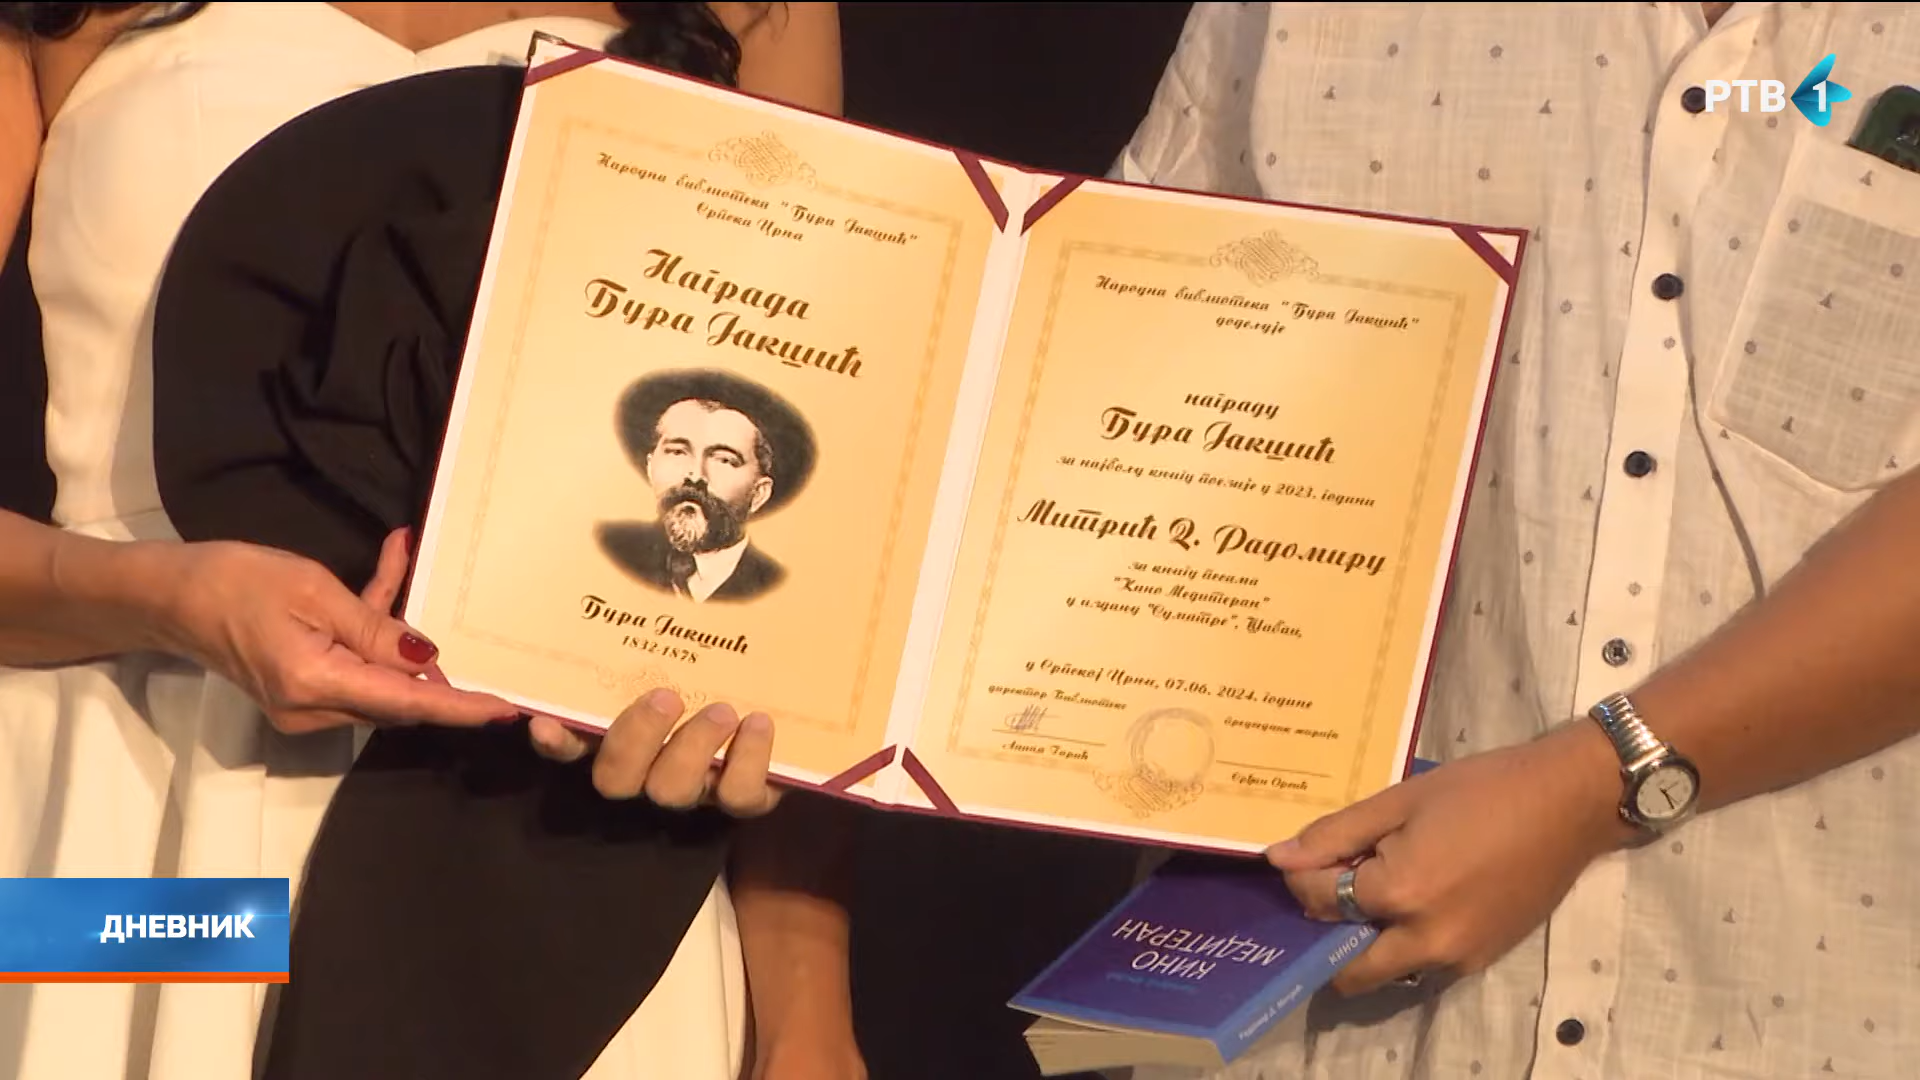 РТВ 1
Народна библиотека "Ђура Јакшић"
Српска Црња
Награда
Ђура Јакшић
Ђура Јакшић
1832-1878
Народна библиотека "Ђура Јакшић"
додељује
награду
Ђура Јакшић
за најбољу књигу поезије у 2023. години
Митрић Д. Радомиру
за књигу песама
"Кино Медитеран"
у издању "Суматре", Шабац,
у Српској Црњи, 07.06. 2024. године
директор Библиотеке
председник жирија
КИНО
МЕДИТЕРАН
Радомир Д. Митрић
ДНЕВНИК